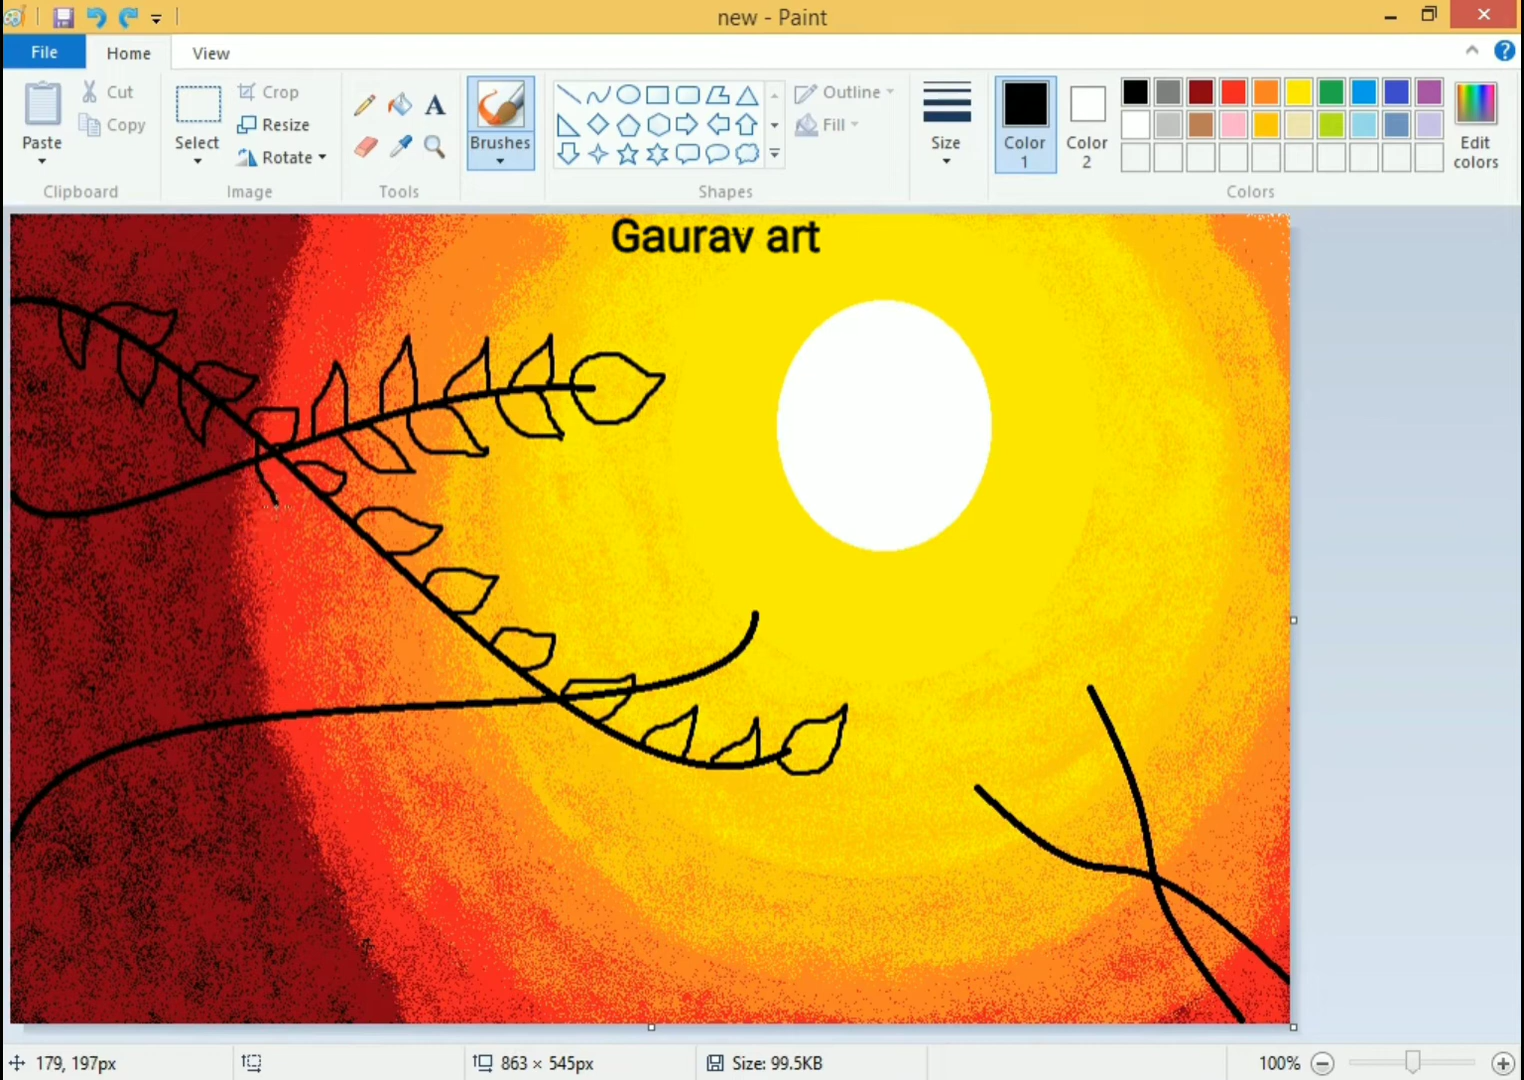 new - Paint
File Home View
Paste
Cut
Copy
Clipboard
Select
Crop
Resize
Rotate
Image
A
Tools
Brushes
Shapes
Outline
Fill
Size
Color 1
Color 2
Colors
Edit colors
Gaurav art
179, 197px
863 × 545px
Size: 99.5KB
100%